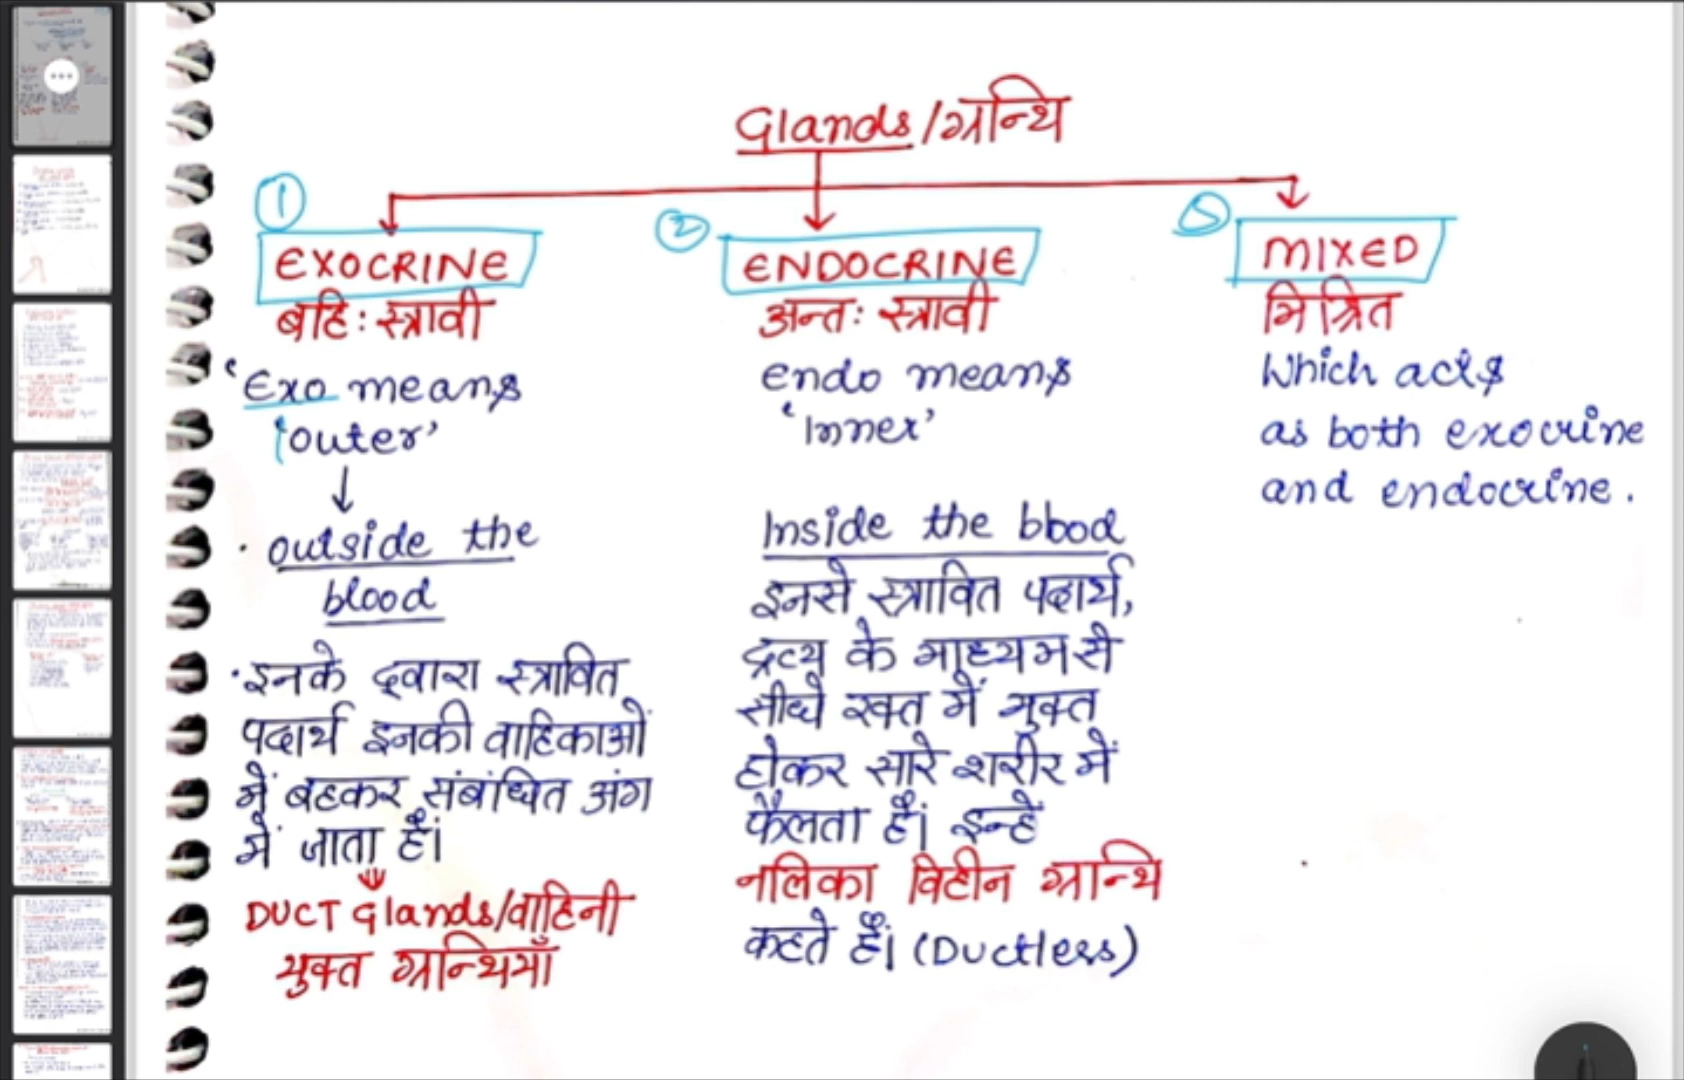 Glands/ग्रन्थि
①
EXOCRINE
बहि: स्त्रावी
'Exo means
'outer'
↓
· outside the
blood
· इनके द्वारा स्त्रावित
पदार्थ इनकी वाहिकाओं
में बहकर संबंधित अंग
में जाता हैं।
DUCT Glands/वाहिनी
युक्त ग्रन्थियाँ
②
ENDOCRINE
अन्त: स्त्रावी
endo means
'Inner'
Inside the blood
इनसे स्त्रावित पदार्थ,
द्रव्य के माध्यम से
सीधे रक्त में मुक्त
होकर सारे शरीर में
फैलता हैं। इन्हें
नलिका विहीन ग्रान्थि
कहते हैं। (Ductless)
MIXED
मिश्रित
Which acts
as both exocrine
and endocrine.